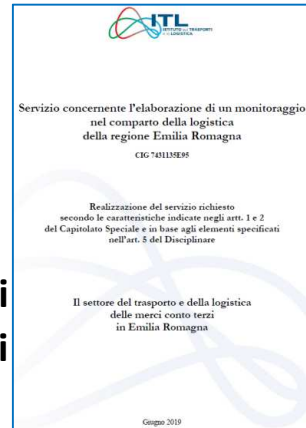 ITL
ISTITUTO sui TRASPORTI
e la LOGISTICA
Servizio concernente l'elaborazione di un monitoraggio
nel comparto della logistica
della regione Emilia Romagna
CIG 7431135E95
Realizzazione del servizio richiesto
secondo le caratteristiche indicate negli artt. 1 e 2
del Capitolato Speciale e in base agli elementi specificati
nell'art. 5 del Disciplinare
i
Il settore del trasporto e della logistica
delle merci conto terzi
i
in Emilia Romagna
Giugno 2019